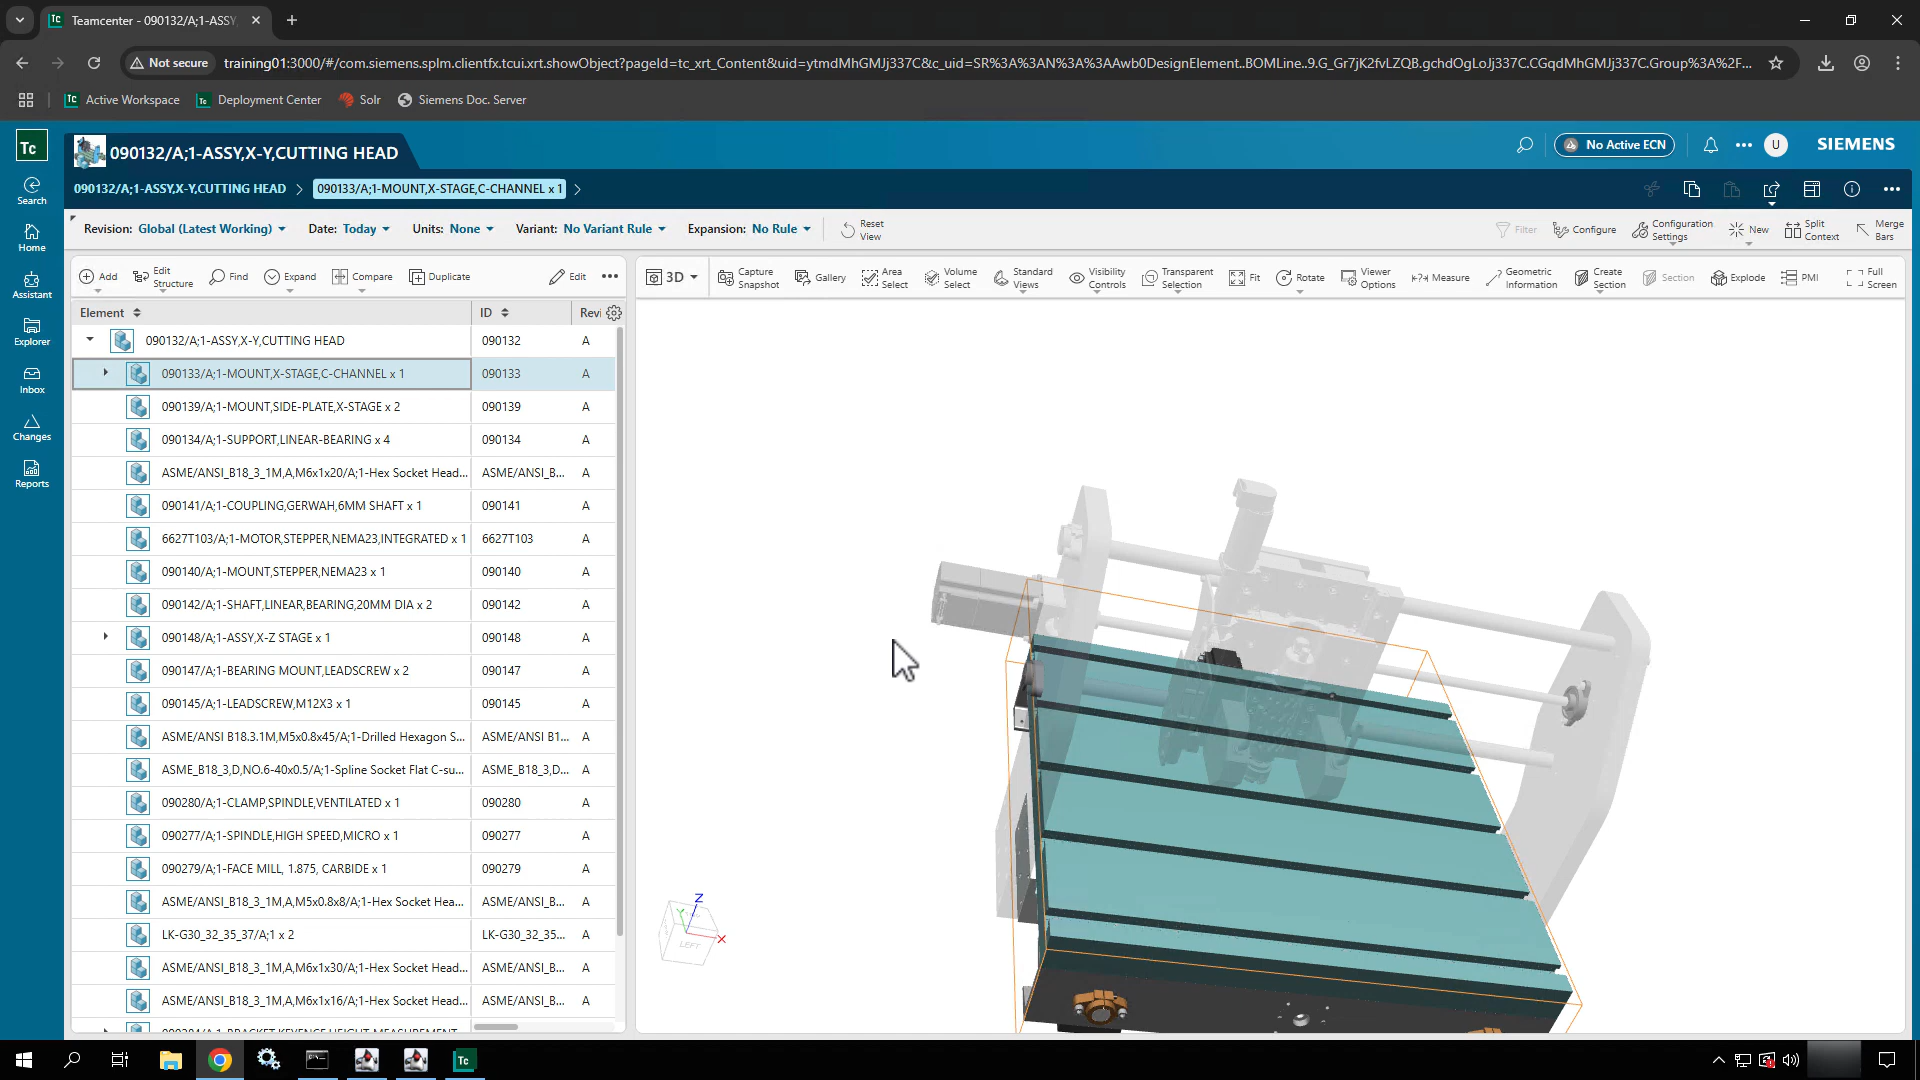 Teamcenter - 090132/A;1-ASSY,
Not secure
training01:3000/#/com.siemens.splm.clientfx.tcui.xrt.showObject?pageId=tc_xrt_Content&uid=ytmdMhGMJj337C&c_uid=SR%3A%3AN%3A%3AAwb0DesignElement..BOMLine..9.G_Gr7jK2fvLZQB.gchdOgLoJj337C.CGqdMhGMJj337C.Group%3A%2F...
Tc Active Workspace
Tc Deployment Center
Solr
Siemens Doc. Server
Tc
090132/A;1-ASSY,X-Y,CUTTING HEAD
No Active ECN
U
SIEMENS
090132/A;1-ASSY,X-Y,CUTTING HEAD
090133/A;1-MOUNT,X-STAGE,C-CHANNEL x 1
Search
Home
Assistant
Explorer
Inbox
Changes
Reports
Revision: Global (Latest Working)
Date: Today
Units: None
Variant: No Variant Rule
Expansion: No Rule
Reset View
Filter
Configure
Configuration Settings
New
Split Context
Merge Bars
Add
Edit Structure
Find
Expand
Compare
Duplicate
Edit
3D
Capture Snapshot
Gallery
Area Select
Volume Select
Standard Views
Visibility Controls
Transparent Selection
Fit
Rotate
Viewer Options
Measure
Geometric Information
Create Section
Section
Explode
PMI
Full Screen
Element ID Revi
090132/A;1-ASSY,X-Y,CUTTING HEAD 090132 A
090133/A;1-MOUNT,X-STAGE,C-CHANNEL x 1 090133 A
090139/A;1-MOUNT,SIDE-PLATE,X-STAGE x 2 090139 A
090134/A;1-SUPPORT,LINEAR-BEARING x 4 090134 A
ASME/ANSI_B18_3_1M,A,M6x1x20/A;1-Hex Socket Head... ASME/ANSI_B... A
090141/A;1-COUPLING,GERWAH,6MM SHAFT x 1 090141 A
6627T103/A;1-MOTOR,STEPPER,NEMA23,INTEGRATED x 1 6627T103 A
090140/A;1-MOUNT,STEPPER,NEMA23 x 1 090140 A
090142/A;1-SHAFT,LINEAR,BEARING,20MM DIA x 2 090142 A
090148/A;1-ASSY,X-Z STAGE x 1 090148 A
090147/A;1-BEARING MOUNT,LEADSCREW x 2 090147 A
090145/A;1-LEADSCREW,M12X3 x 1 090145 A
ASME/ANSI B18.3.1M,M5x0.8x45/A;1-Drilled Hexagon S... ASME/ANSI B1... A
ASME_B18_3,D,NO.6-40x0.5/A;1-Spline Socket Flat C-su... ASME_B18_3,D... A
090280/A;1-CLAMP,SPINDLE,VENTILATED x 1 090280 A
090277/A;1-SPINDLE,HIGH SPEED,MICRO x 1 090277 A
090279/A;1-FACE MILL, 1.875, CARBIDE x 1 090279 A
ASME/ANSI_B18_3_1M,A,M5x0.8x8/A;1-Hex Socket Hea... ASME/ANSI_B... A
LK-G30_32_35_37/A;1 x 2 LK-G30_32_35... A
ASME/ANSI_B18_3_1M,A,M6x1x30/A;1-Hex Socket Head... ASME/ANSI_B... A
ASME/ANSI_B18_3_1M,A,M6x1x16/A;1-Hex Socket Head... ASME/ANSI_B... A
Z
Y
X
LEFT
Tc